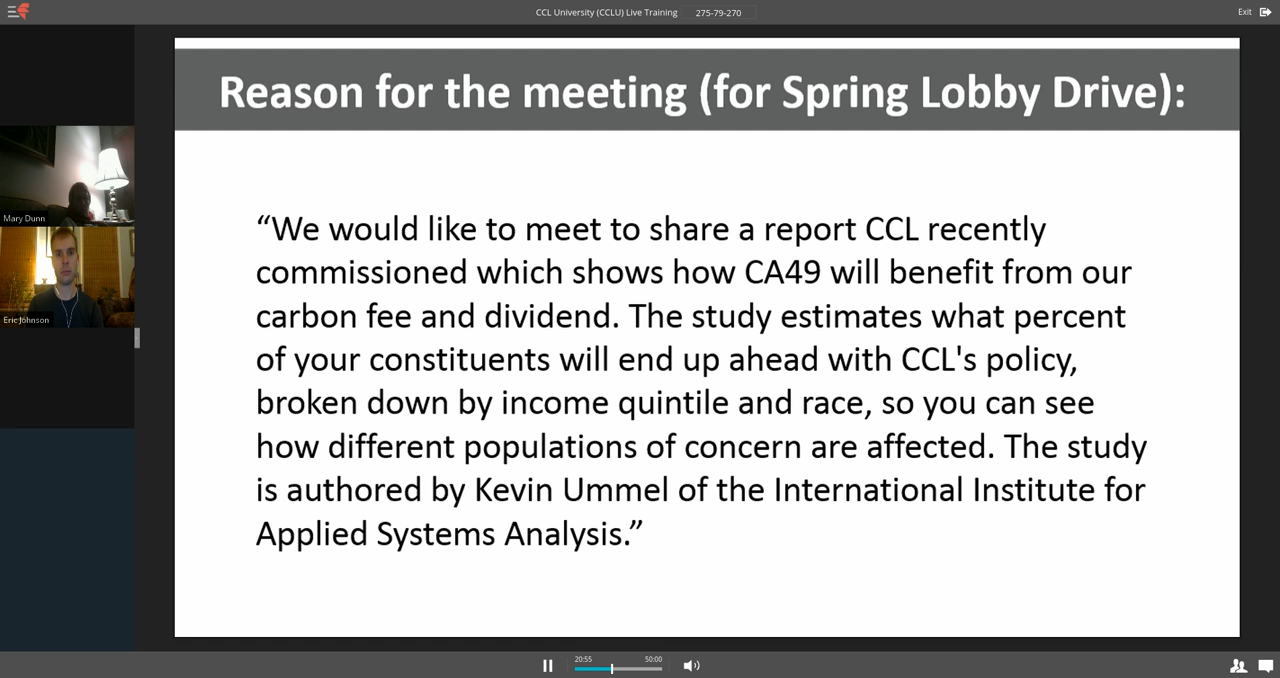 CCL University (CCLU) Live Training 275-79-270
Exit
Reason for the meeting (for Spring Lobby Drive):
“We would like to meet to share a report CCL recently
commissioned which shows how CA49 will benefit from our
carbon fee and dividend. The study estimates what percent
of your constituents will end up ahead with CCL's policy,
broken down by income quintile and race, so you can see
how different populations of concern are affected. The study
is authored by Kevin Ummel of the International Institute for
Applied Systems Analysis.”
Mary Dunn
Eric Johnson
20:55
50:00